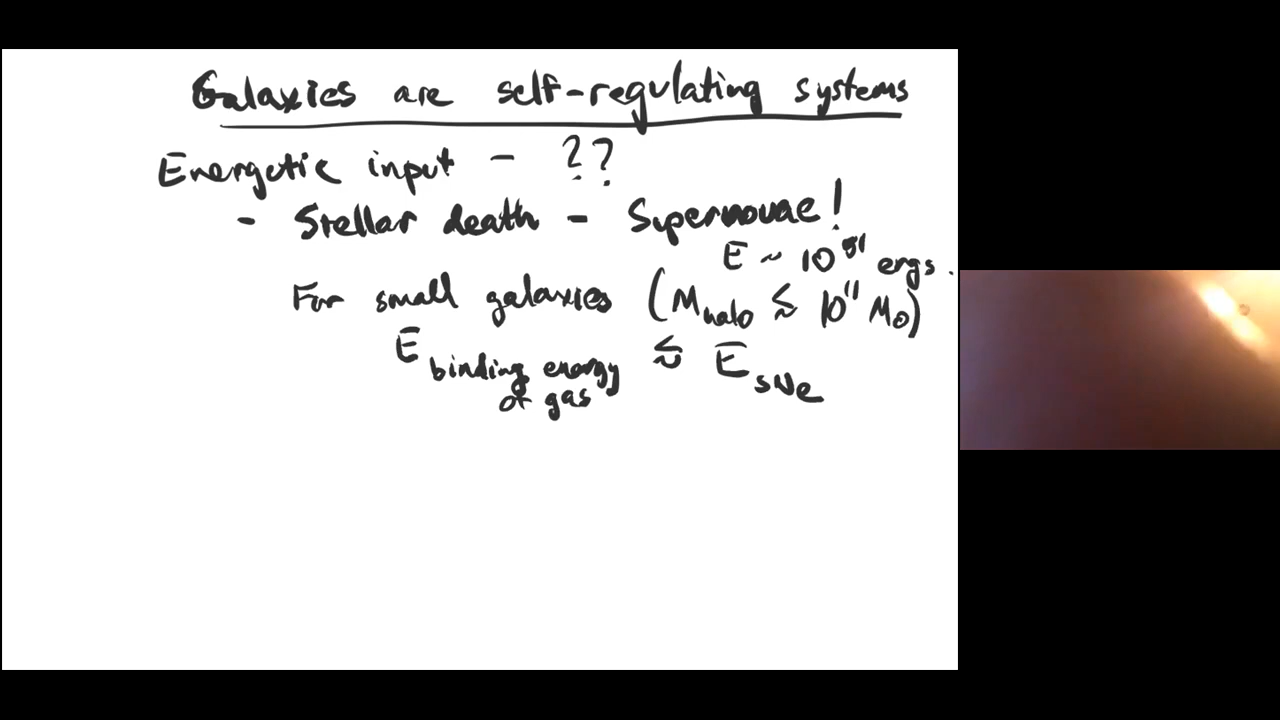 Galaxies are self-regulating systems
Energetic input - ??
- Stellar death - Supernovae!
E ~ 10^51 ergs.
For small galaxies (M_halo ≲ 10^11 M_⊙)
E_binding energy of gas ≲ E_SNe